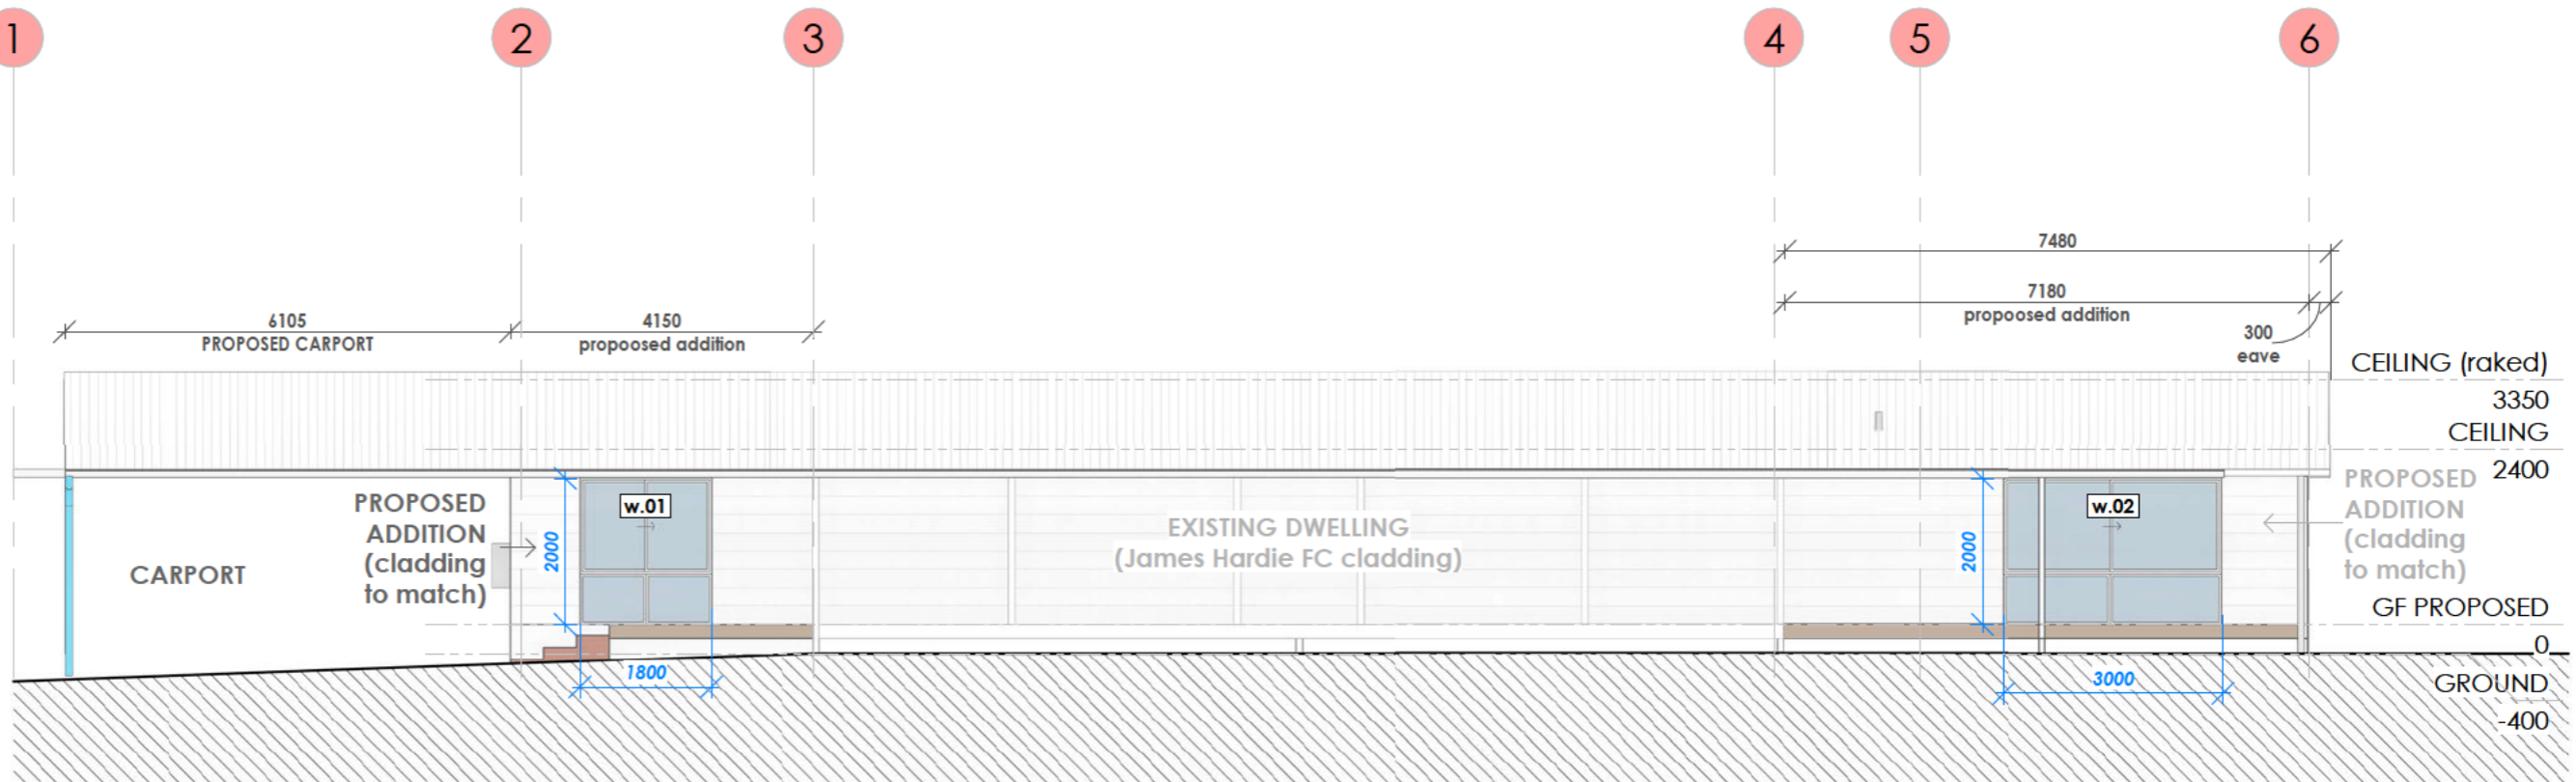 1
2
3
4
5
6
7480
7180
propoosed addition
300
eave
6105
PROPOSED CARPORT
4150
propoosed addition
CEILING (raked)
3350
CEILING
2400
PROPOSED
ADDITION
(cladding
to match)
w.01
2000
1800
CARPORT
EXISTING DWELLING
(James Hardie FC cladding)
w.02
2000
3000
PROPOSED
ADDITION
(cladding
to match)
GF PROPOSED
0
GROUND
-400